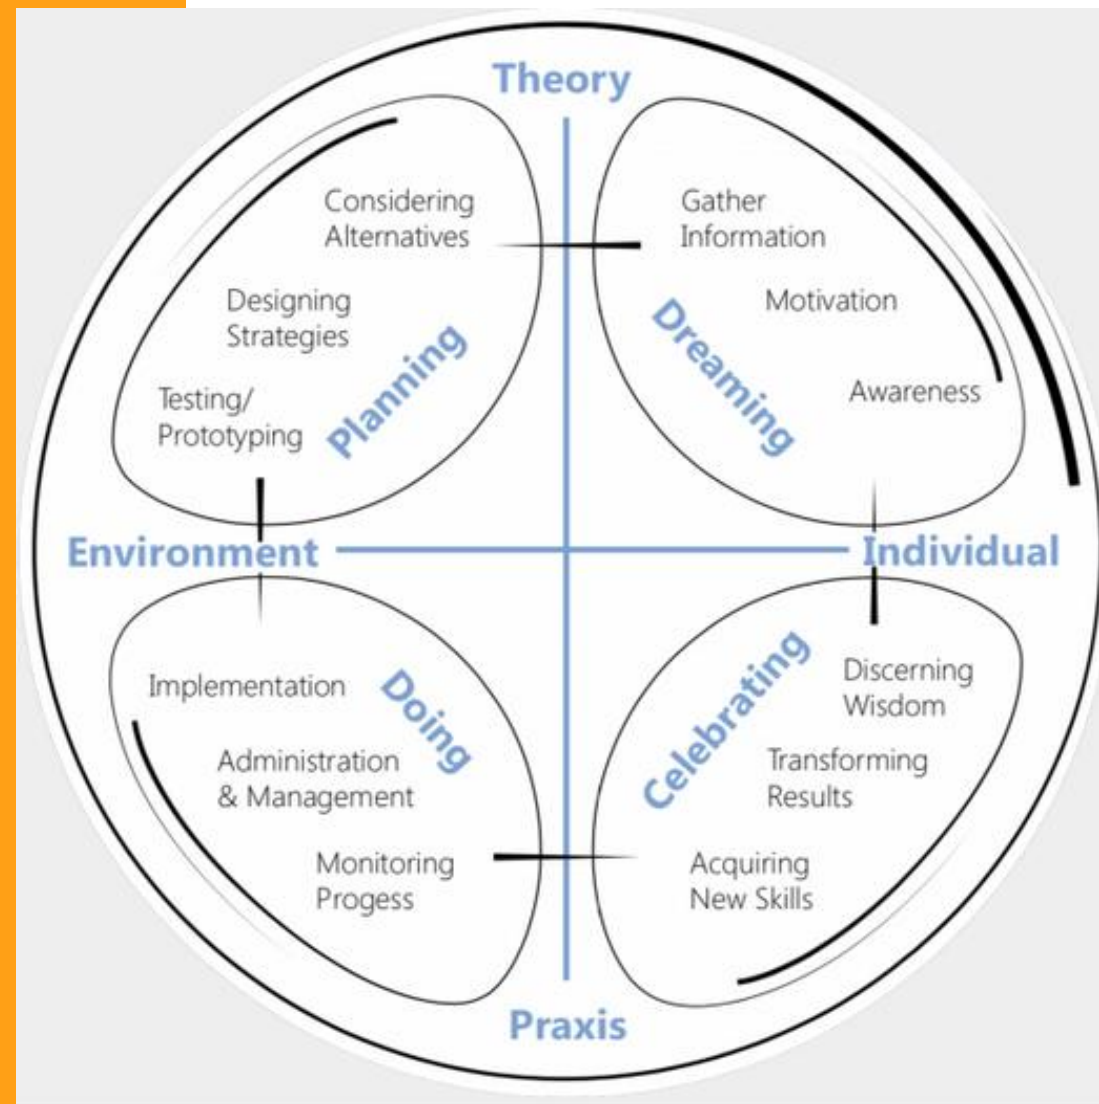 Theory
Considering
Alternatives
Designing
Strategies
Testing/
Prototyping
Planning
Gather
Information
Motivation
Awareness
Dreaming
Environment
Individual
Implementation
Administration
& Management
Monitoring
Progess
Doing
Celebrating
Discerning
Wisdom
Transforming
Results
Acquiring
New Skills
Praxis